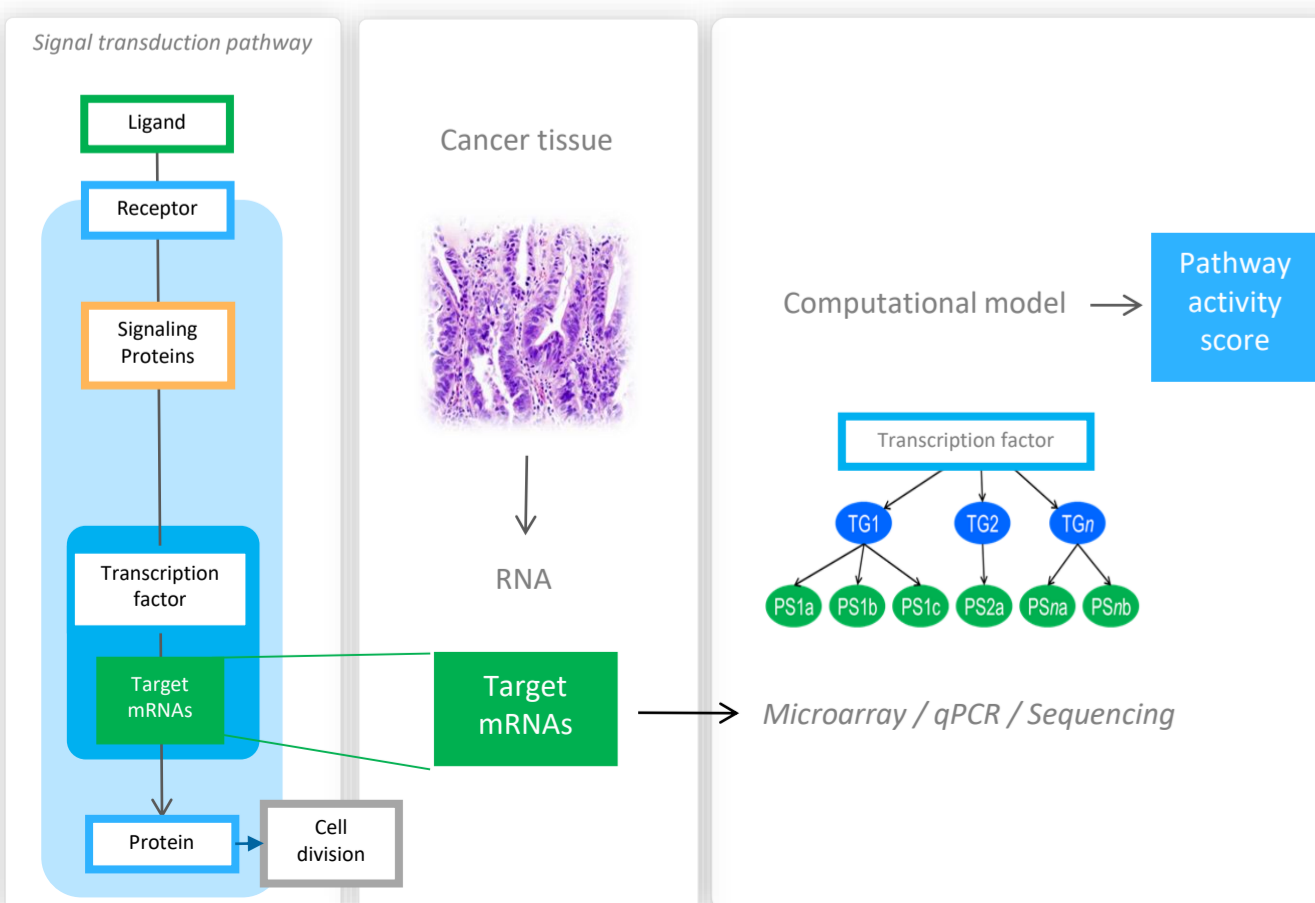 Signal transduction pathway
Ligand
Receptor
Signaling
Proteins
Transcription
factor
Target
mRNAs
Protein
Cell
division
Cancer tissue
RNA
Target
mRNAs
Computational model
Pathway
activity
score
Transcription factor
TG1 TG2 TGn
PS1a PS1b PS1c PS2a PSna PSnb
Microarray / qPCR / Sequencing